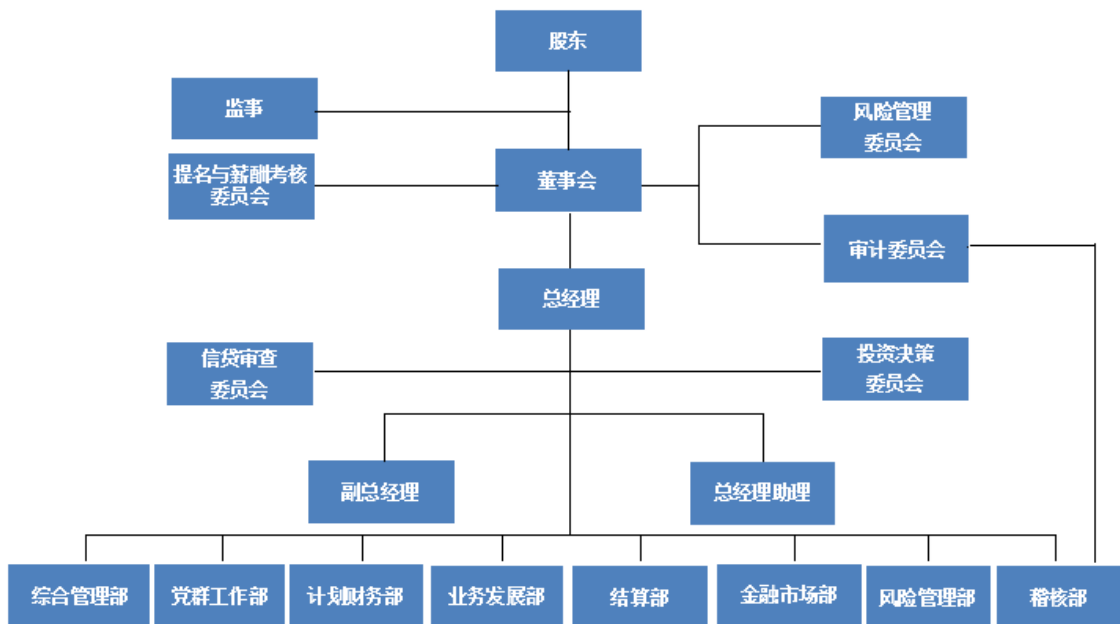 股东
监事
风险管理
委员会
提名与薪酬考核
委员会
董事会
审计委员会
总经理
信贷审查
委员会
投资决策
委员会
副总经理
总经理助理
综合管理部
党群工作部
计划财务部
业务发展部
结算部
金融市场部
风险管理部
稽核部